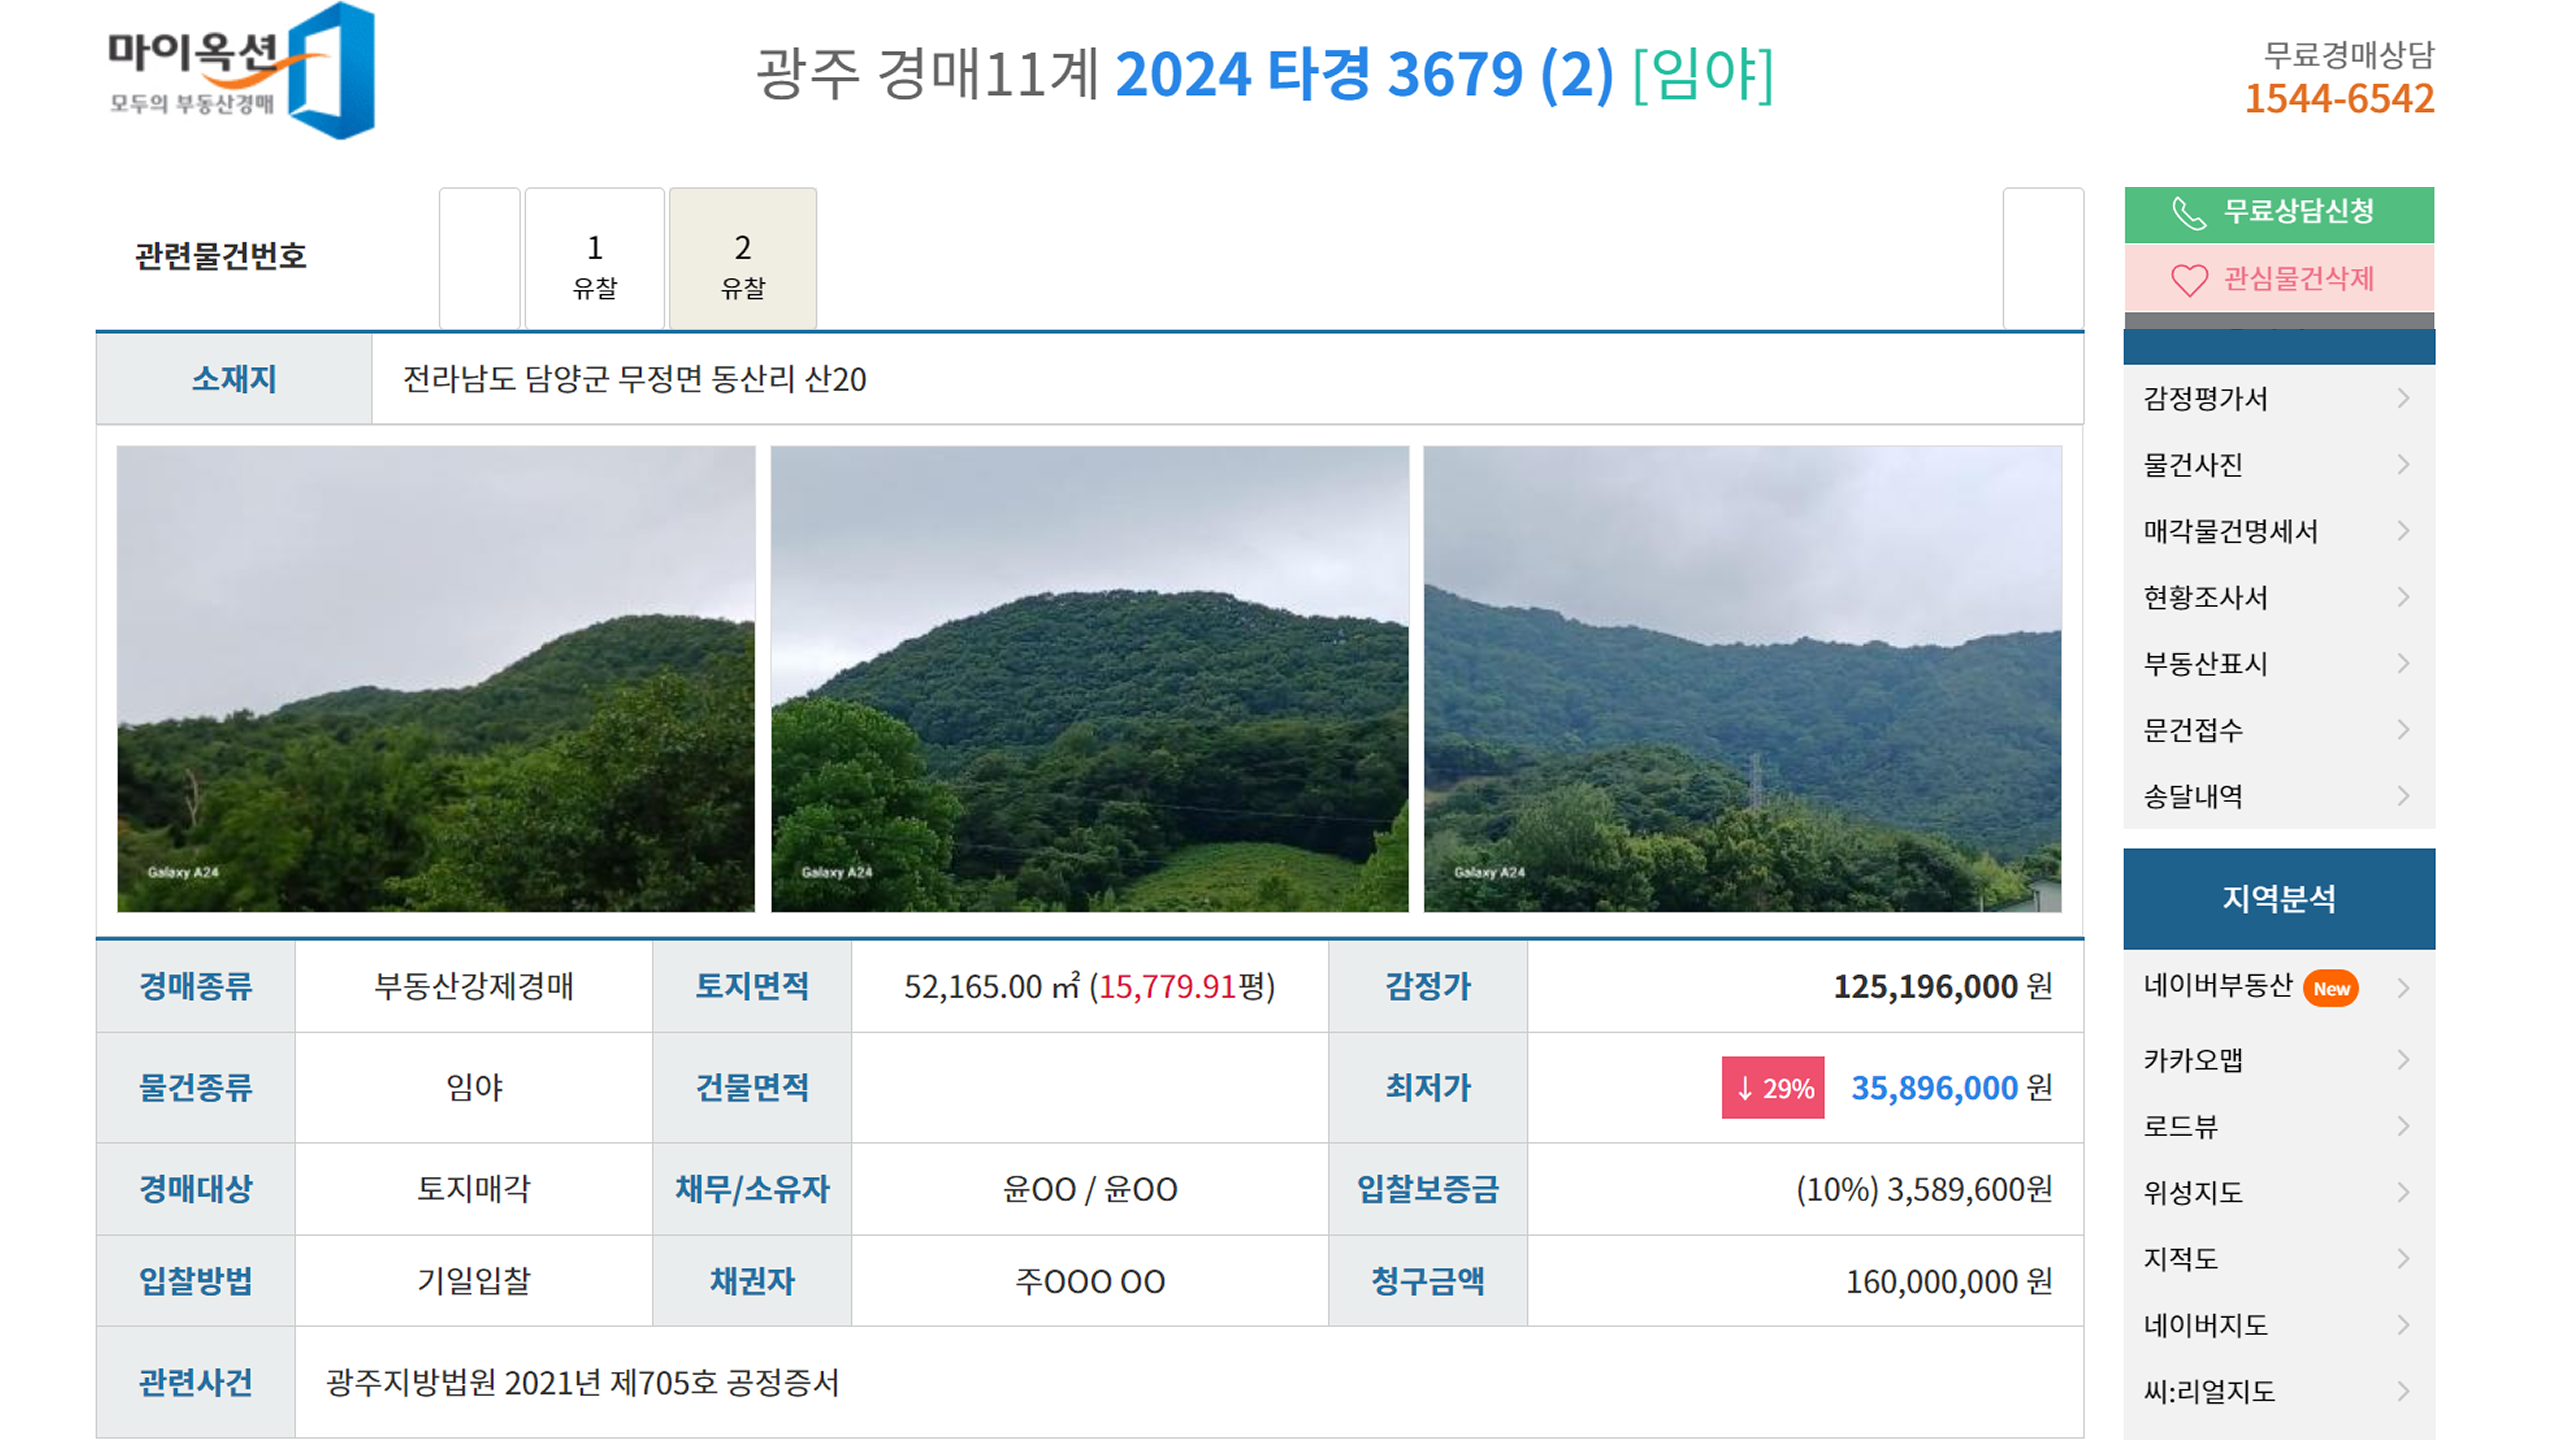 마이옥션
모두의 부동산경매
광주 경매11계 2024 타경 3679 (2) [임야]
무료경매상담
1544-6542
관련물건번호
1
유찰
2
유찰
무료상담신청
관심물건삭제
소재지
전라남도 담양군 무정면 동산리 산20
Galaxy A24
Galaxy A24
Galaxy A24
경매종류 부동산강제경매 토지면적 52,165.00 ㎡ (15,779.91평) 감정가 125,196,000 원
물건종류 임야 건물면적 최저가 ↓ 29% 35,896,000 원
경매대상 토지매각 채무/소유자 윤OO / 윤OO 입찰보증금 (10%) 3,589,600원
입찰방법 기일입찰 채권자 주OOO OO 청구금액 160,000,000 원
관련사건 광주지방법원 2021년 제705호 공정증서
감정평가서
물건사진
매각물건명세서
현황조사서
부동산표시
문건접수
송달내역
지역분석
네이버부동산 New
카카오맵
로드뷰
위성지도
지적도
네이버지도
씨:리얼지도